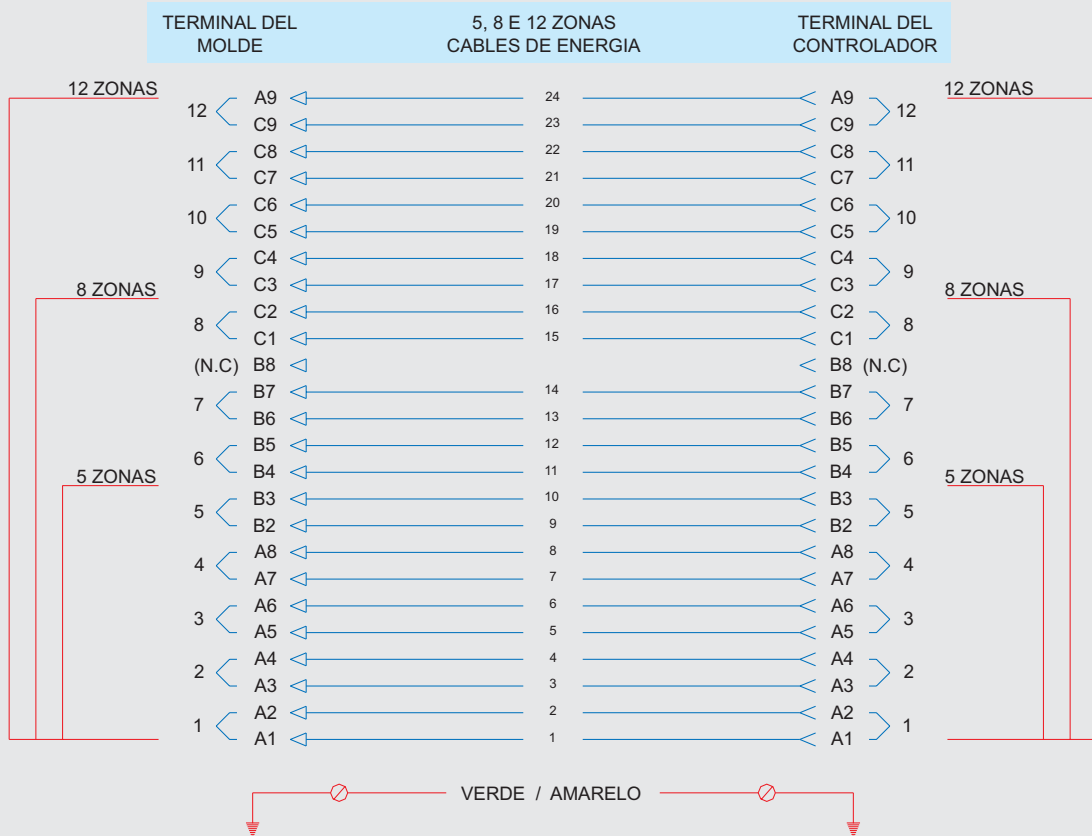 TERMINAL DEL MOLDE
5, 8 E 12 ZONAS CABLES DE ENERGIA
TERMINAL DEL CONTROLADOR
12 ZONAS 12 ZONAS
A9 24 A9
12 12
C9 23 C9
C8 22 C8
11 11
C7 21 C7
C6 20 C6
10 10
C5 19 C5
C4 18 C4
9 9
C3 17 C3
8 ZONAS 8 ZONAS
C2 16 C2
8 8
C1 15 C1
(N.C) B8 B8 (N.C)
B7 14 B7
7 7
B6 13 B6
B5 12 B5
6 6
B4 11 B4
5 ZONAS 5 ZONAS
B3 10 B3
5 5
B2 9 B2
A8 8 A8
4 4
A7 7 A7
A6 6 A6
3 3
A5 5 A5
A4 4 A4
2 2
A3 3 A3
A2 2 A2
1 1
A1 1 A1
VERDE / AMARELO